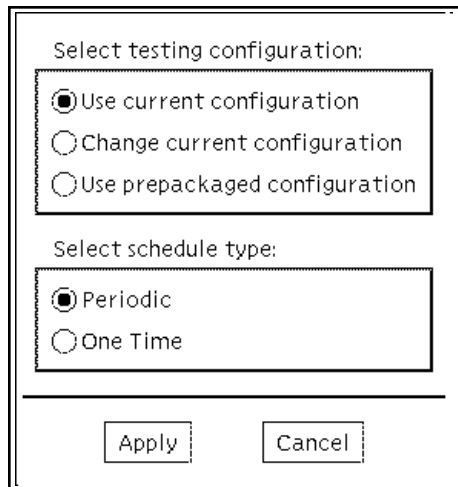 Select testing configuration:
Use current configuration
Change current configuration
Use prepackaged configuration
Select schedule type:
Periodic
One Time
Apply Cancel